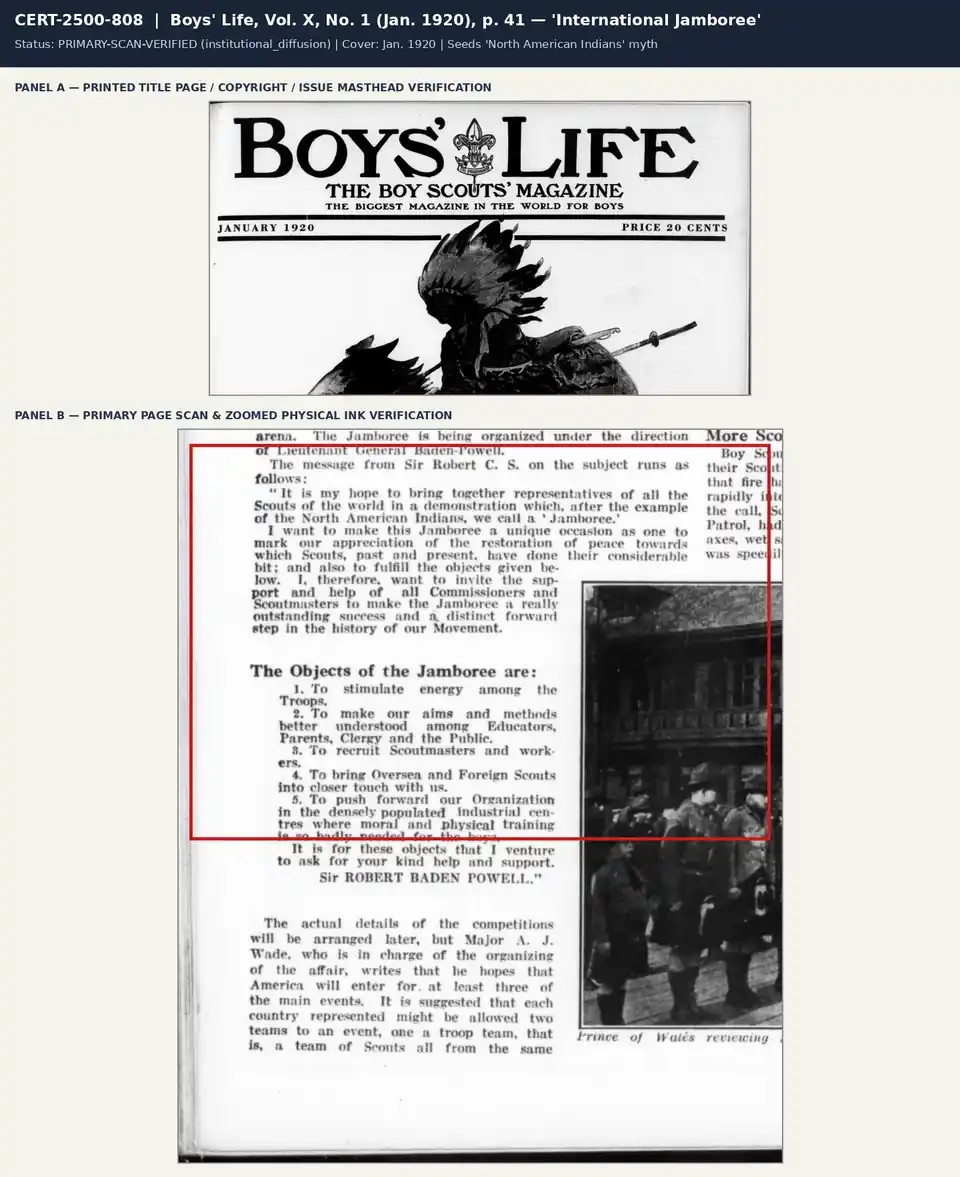 CERT-2500-808 | Boys' Life, Vol. X, No. 1 (Jan. 1920), p. 41 — 'International Jamboree'
Status: PRIMARY-SCAN-VERIFIED (institutional_diffusion) | Cover: Jan. 1920 | Seeds 'North American Indians' myth
PANEL A — PRINTED TITLE PAGE / COPYRIGHT / ISSUE MASTHEAD VERIFICATION
BOYS' LIFE
THE BOY SCOUTS' MAGAZINE
THE BIGGEST MAGAZINE IN THE WORLD FOR BOYS
JANUARY 1920 PRICE 20 CENTS
PANEL B — PRIMARY PAGE SCAN & ZOOMED PHYSICAL INK VERIFICATION
arena. The Jamboree is being organized under the direction
of Lieutenant General Baden-Powell.
The message from Sir Robert C. S. on the subject runs as
follows:
"It is my hope to bring together representatives of all the
Scouts of the world in a demonstration which, after the example
of the North American Indians, we call a 'Jamboree.'
I want to make this Jamboree a unique occasion as one to
mark our appreciation of the restoration of peace towards
which Scouts, past and present, have done their considerable
bit; and also to fulfill the objects given be-
low. I, therefore, want to invite the sup-
port and help of all Commissioners and
Scoutmasters to make the Jamboree a really
outstanding success and a distinct forward
step in the history of our Movement.
The Objects of the Jamboree are:
1. To stimulate energy among the
Troops.
2. To make our aims and methods
better understood among Educators,
Parents, Clergy and the Public.
3. To recruit Scoutmasters and work-
ers.
4. To bring Oversea and Foreign Scouts
into closer touch with us.
5. To push forward our Organization
in the densely populated industrial cen-
tres where moral and physical training
is so badly needed for the boys.
It is for these objects that I venture
to ask for your kind help and support.
Sir ROBERT BADEN POWELL."
The actual details of the competitions
will be arranged later, but Major A. J.
Wade, who is in charge of the organizing
of the affair, writes that he hopes that
America will enter for at least three of
the main events. It is suggested that each
country represented might be allowed two
teams to an event, one a troop team, that
is, a team of Scouts all from the same
More Sco
Boy Scou
their Scout
that fire ha
rapidly into
the call, Sc
Patrol, had
axes, wet s
was speedil
Prince of Wales reviewing